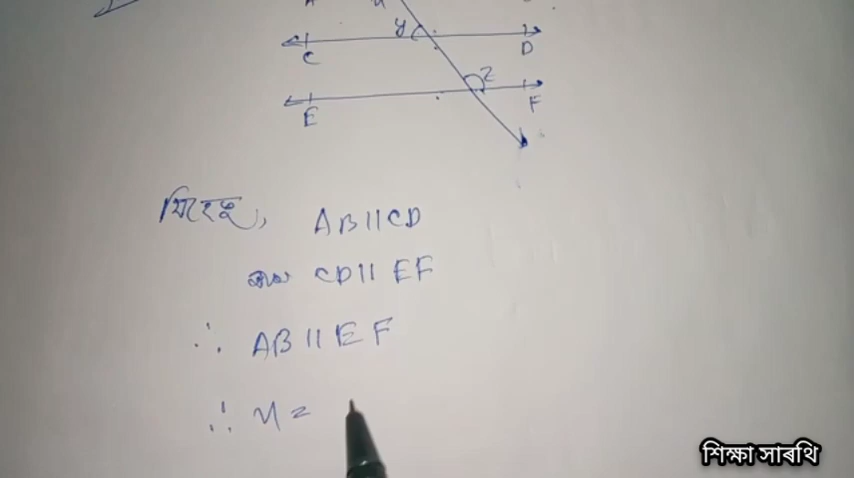 y
C D
z
E F
যিহেতু, AB || CD
আৰু CD || EF
∴ AB || EF
∴ x =
শিক্ষা সাৰথি